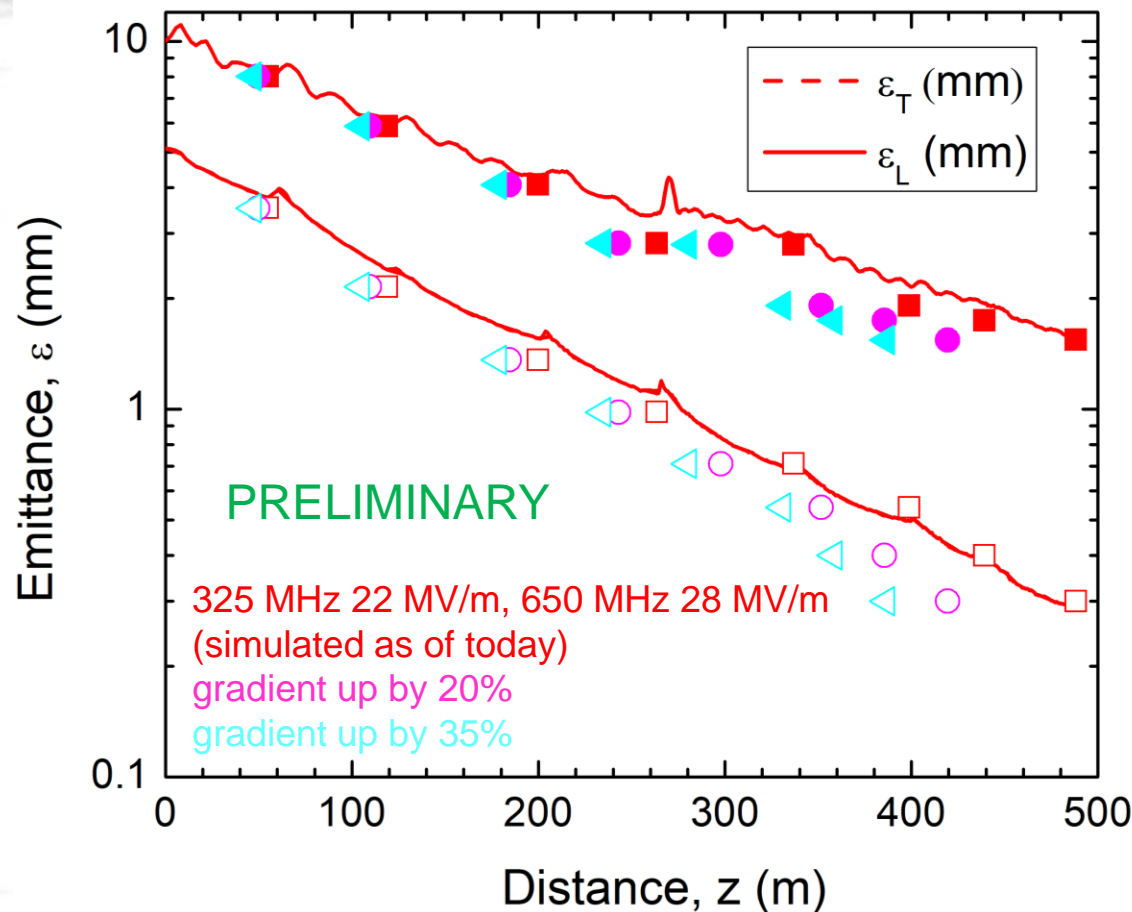 10
1
0.1
Emittance, ε (mm)
ε_T (mm)
ε_L (mm)
PRELIMINARY
325 MHz 22 MV/m, 650 MHz 28 MV/m
(simulated as of today)
gradient up by 20%
gradient up by 35%
0 100 200 300 400 500
Distance, z (m)